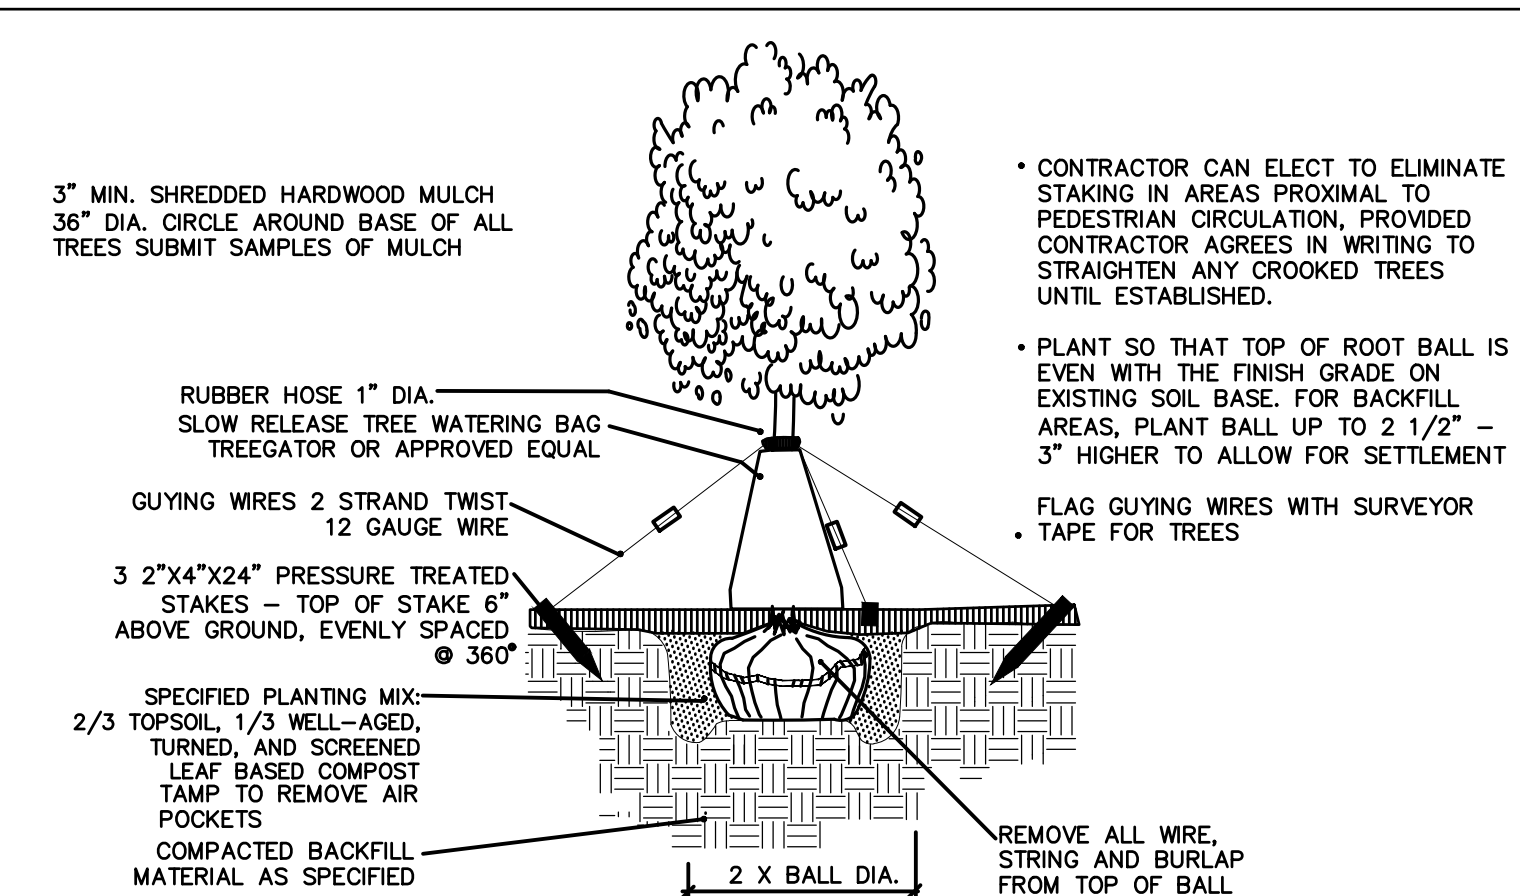 3" MIN. SHREDDED HARDWOOD MULCH
36" DIA. CIRCLE AROUND BASE OF ALL
TREES SUBMIT SAMPLES OF MULCH
RUBBER HOSE 1" DIA.
SLOW RELEASE TREE WATERING BAG
TREEGATOR OR APPROVED EQUAL
GUYING WIRES 2 STRAND TWIST
12 GAUGE WIRE
3 2"X4"X24" PRESSURE TREATED
STAKES – TOP OF STAKE 6"
ABOVE GROUND, EVENLY SPACED
@ 360°
SPECIFIED PLANTING MIX:
2/3 TOPSOIL, 1/3 WELL-AGED,
TURNED, AND SCREENED
LEAF BASED COMPOST
TAMP TO REMOVE AIR
POCKETS
COMPACTED BACKFILL
MATERIAL AS SPECIFIED
2 X BALL DIA.
REMOVE ALL WIRE,
STRING AND BURLAP
FROM TOP OF BALL
• CONTRACTOR CAN ELECT TO ELIMINATE
STAKING IN AREAS PROXIMAL TO
PEDESTRIAN CIRCULATION, PROVIDED
CONTRACTOR AGREES IN WRITING TO
STRAIGHTEN ANY CROOKED TREES
UNTIL ESTABLISHED.
• PLANT SO THAT TOP OF ROOT BALL IS
EVEN WITH THE FINISH GRADE ON
EXISTING SOIL BASE. FOR BACKFILL
AREAS, PLANT BALL UP TO 2 1/2" –
3" HIGHER TO ALLOW FOR SETTLEMENT
FLAG GUYING WIRES WITH SURVEYOR
• TAPE FOR TREES